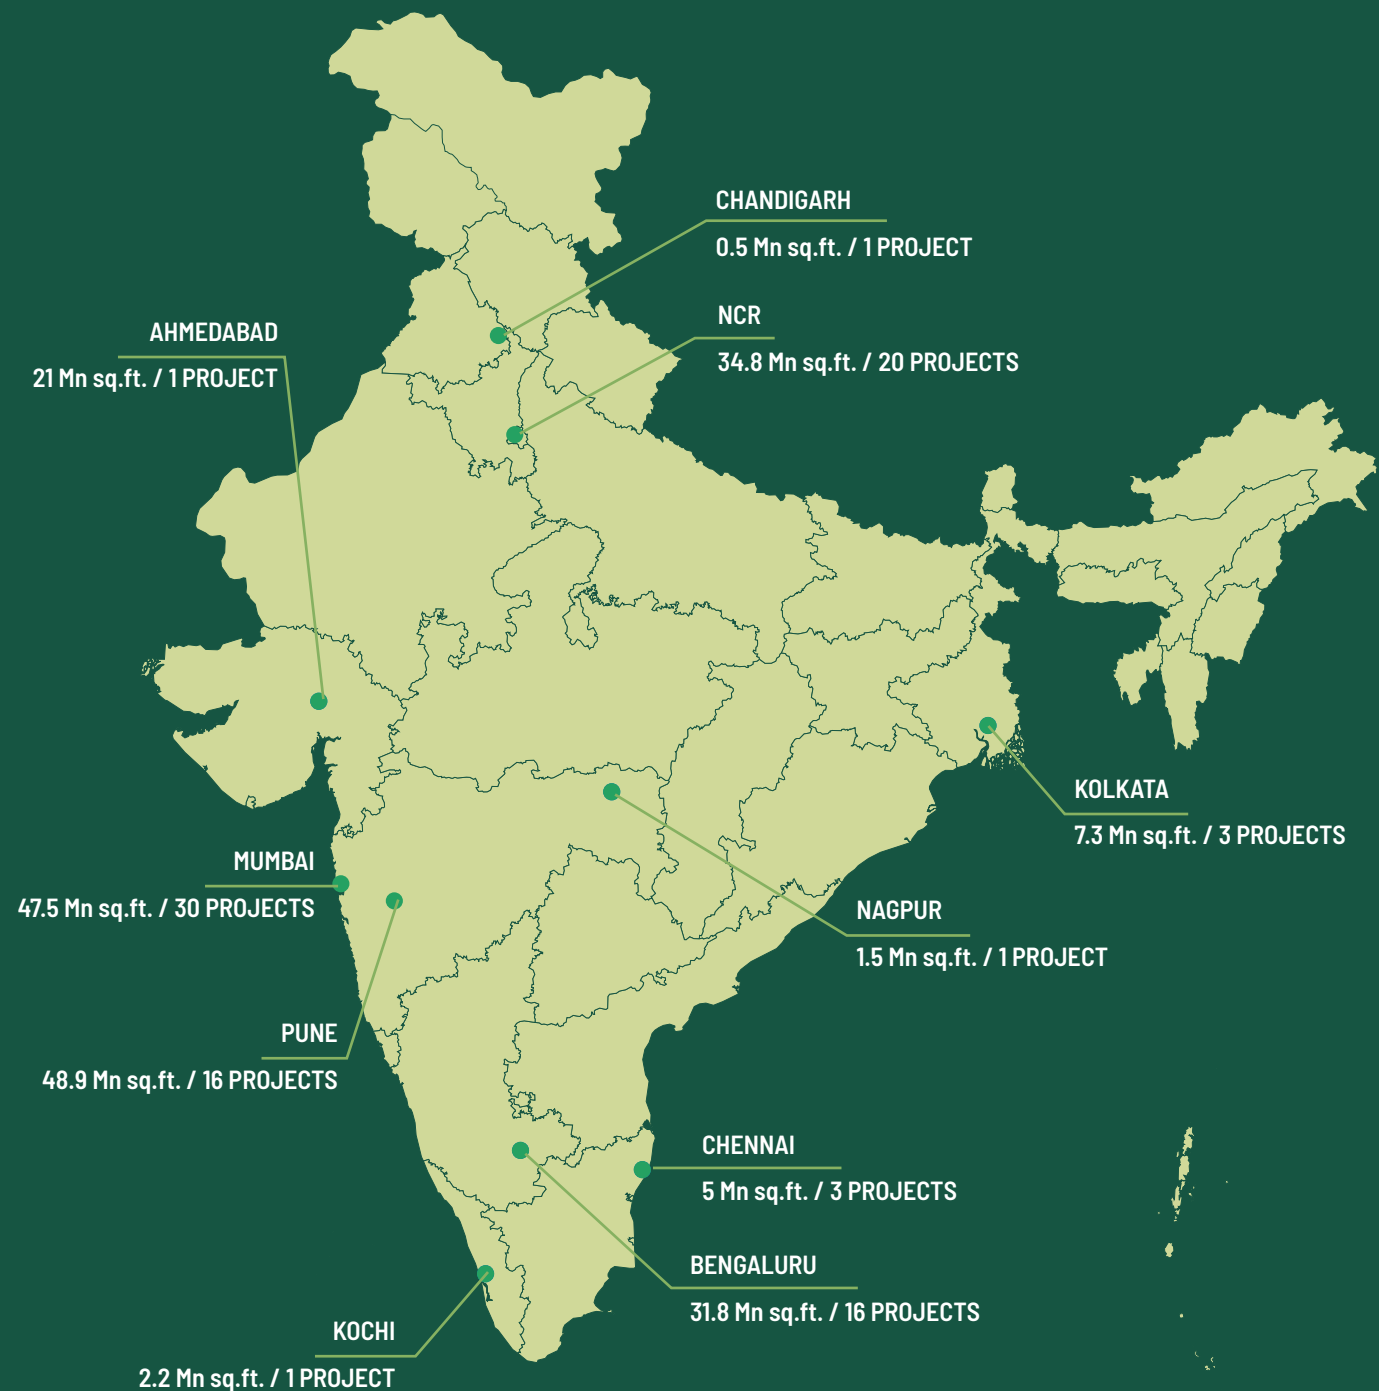 CHANDIGARH
0.5 Mn sq.ft. / 1 PROJECT
NCR
34.8 Mn sq.ft. / 20 PROJECTS
AHMEDABAD
21 Mn sq.ft. / 1 PROJECT
KOLKATA
7.3 Mn sq.ft. / 3 PROJECTS
MUMBAI
47.5 Mn sq.ft. / 30 PROJECTS
NAGPUR
1.5 Mn sq.ft. / 1 PROJECT
PUNE
48.9 Mn sq.ft. / 16 PROJECTS
CHENNAI
5 Mn sq.ft. / 3 PROJECTS
BENGALURU
31.8 Mn sq.ft. / 16 PROJECTS
KOCHI
2.2 Mn sq.ft. / 1 PROJECT